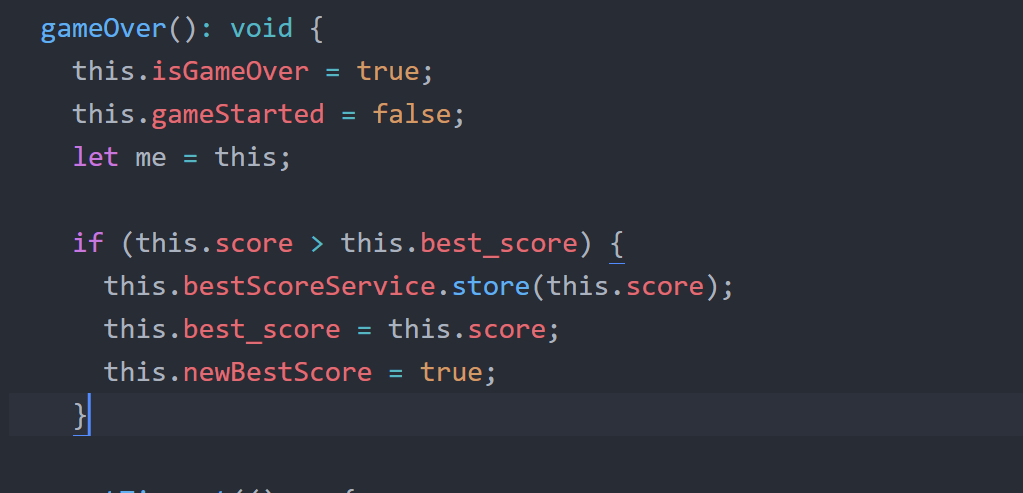 gameOver(): void {
this.isGameOver = true;
this.gameStarted = false;
let me = this;
if (this.score > this.best_score) {
this.bestScoreService.store(this.score);
this.best_score = this.score;
this.newBestScore = true;
}